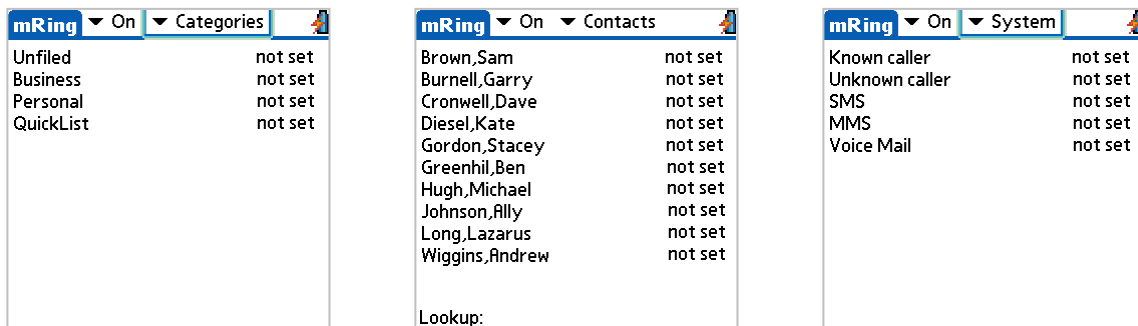 mRing On Categories
Unfiled not set
Business not set
Personal not set
QuickList not set
mRing On Contacts
Brown,Sam not set
Burnell,Garry not set
Cronwell,Dave not set
Diesel,Kate not set
Gordon,Stacey not set
Greenhil,Ben not set
Hugh,Michael not set
Johnson,Ally not set
Long,Lazarus not set
Wiggins,Andrew not set
Lookup:
mRing On System
Known caller not set
Unknown caller not set
SMS not set
MMS not set
Voice Mail not set